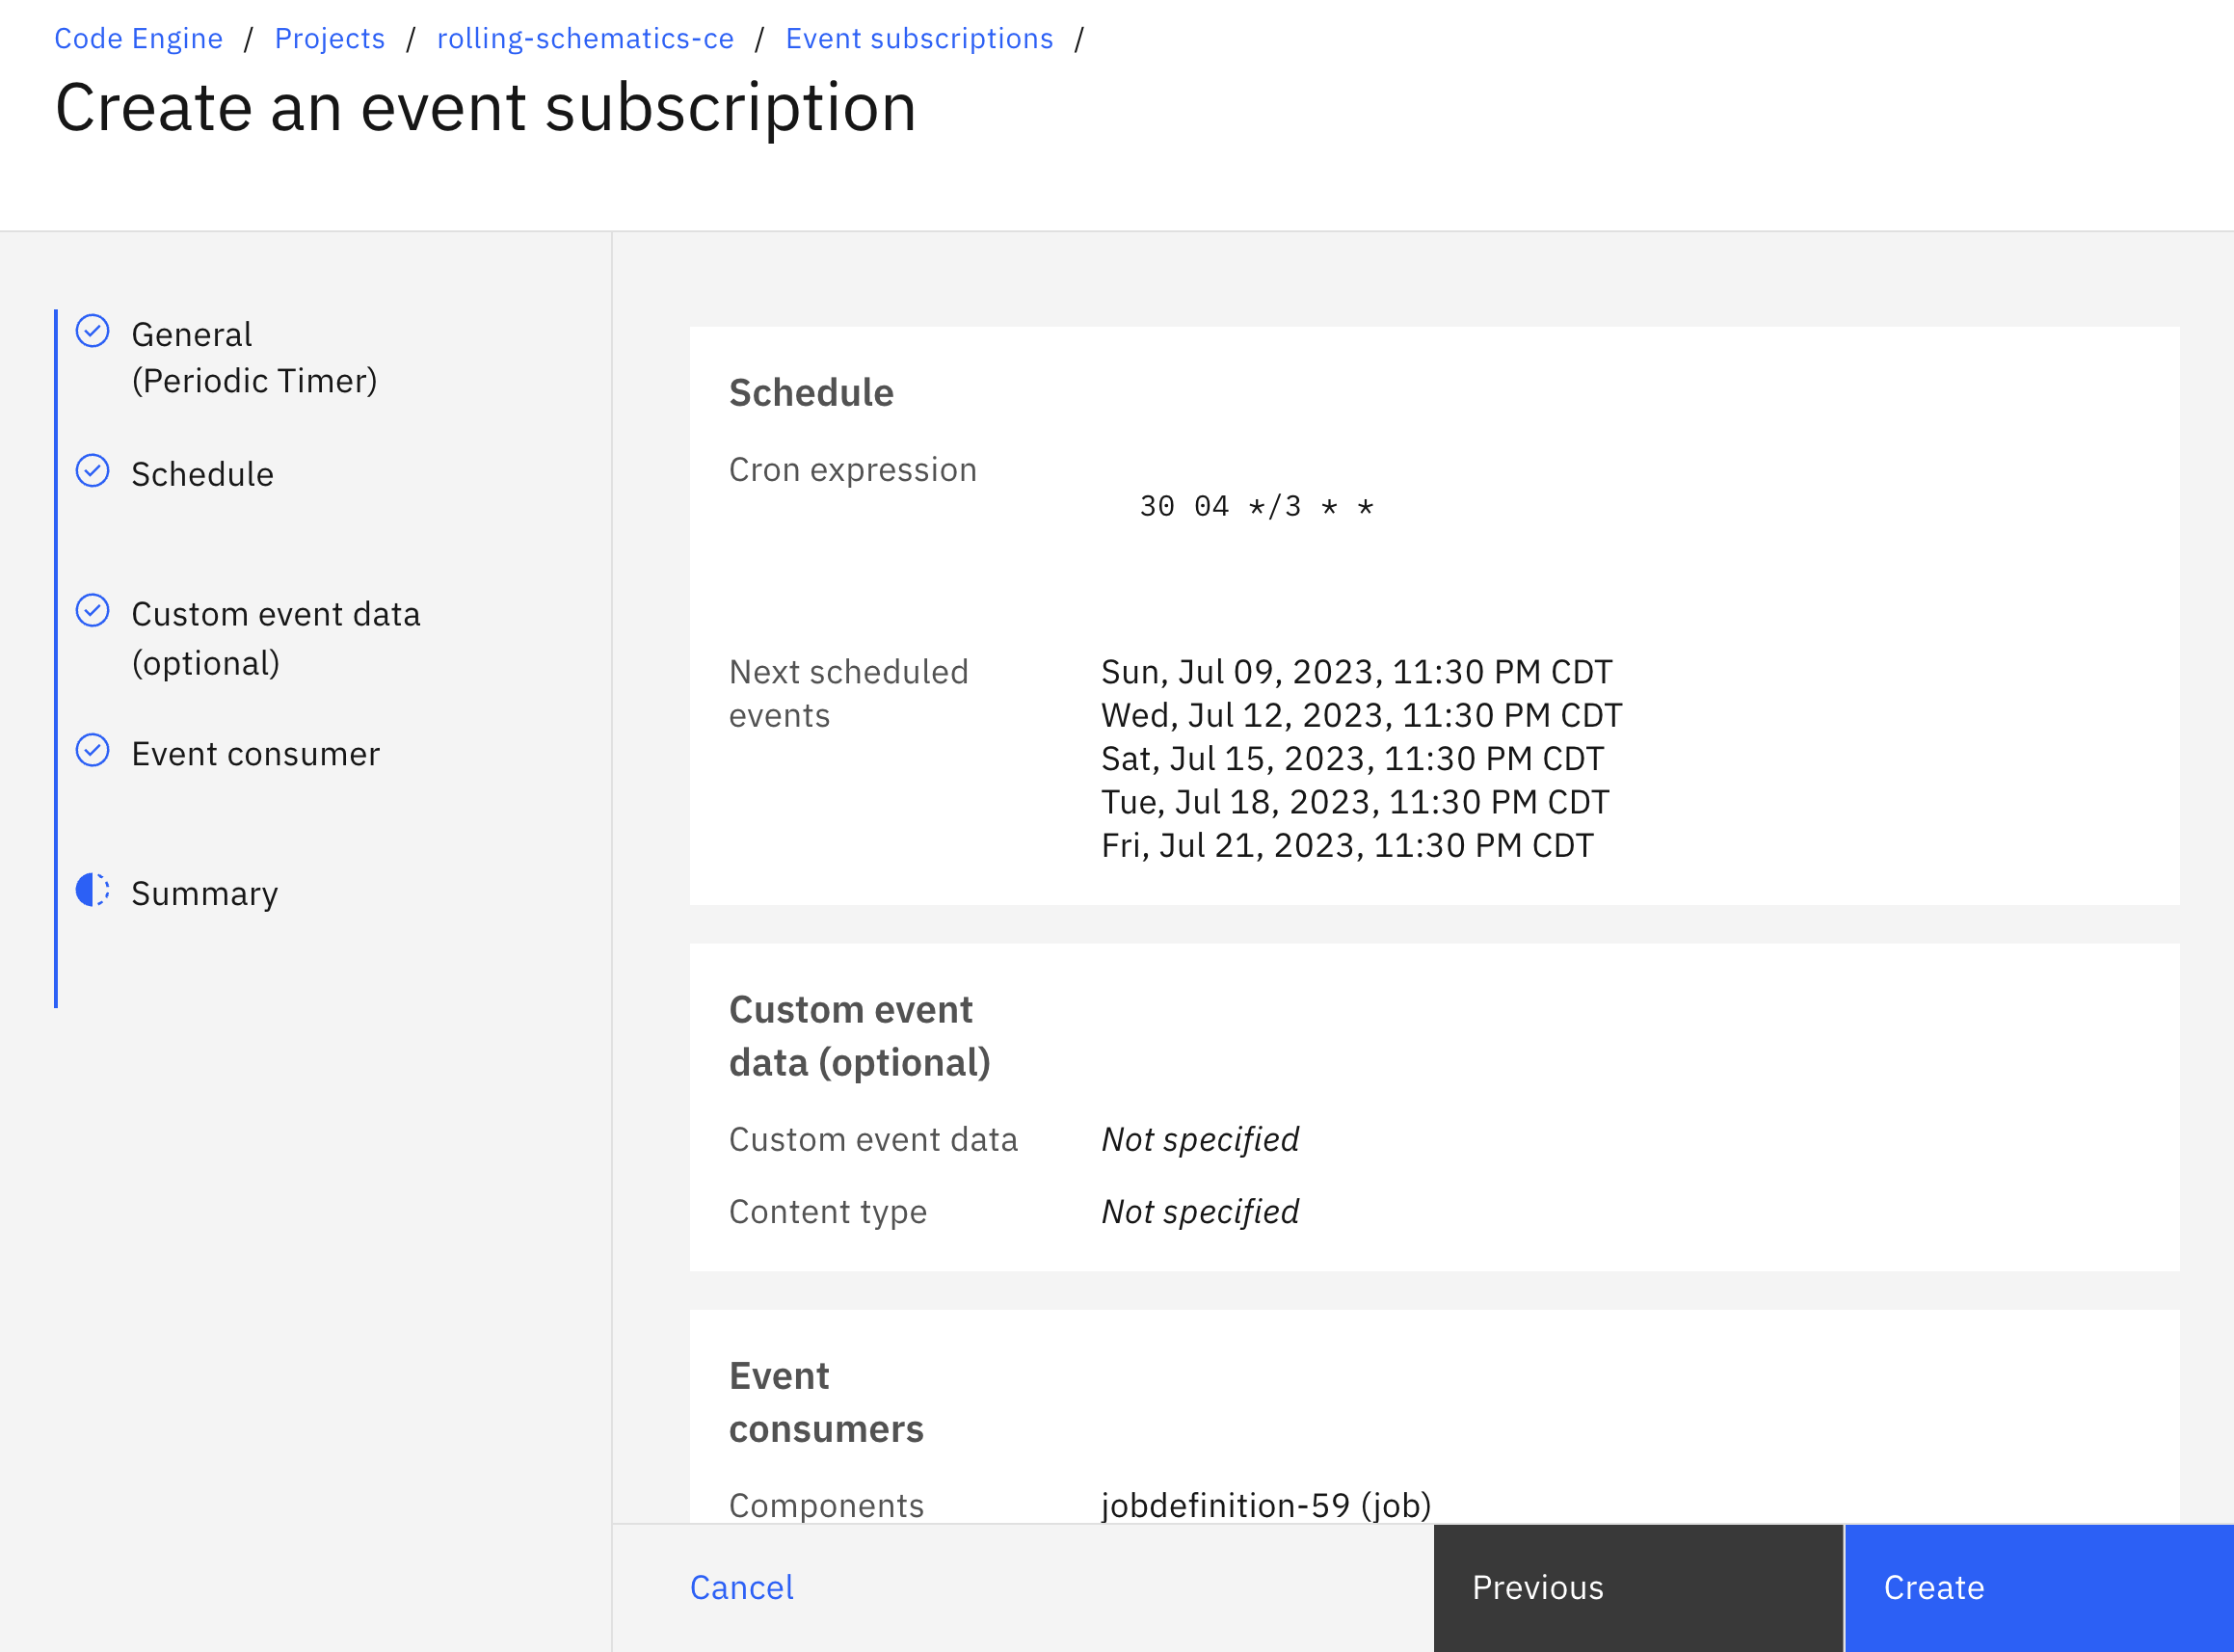 Code Engine / Projects / rolling-schematics-ce / Event subscriptions /
Create an event subscription
General
(Periodic Timer)
Schedule
Custom event data
(optional)
Event consumer
Summary
Schedule
Cron expression
30 04 */3 * *
Next scheduled
events
Sun, Jul 09, 2023, 11:30 PM CDT
Wed, Jul 12, 2023, 11:30 PM CDT
Sat, Jul 15, 2023, 11:30 PM CDT
Tue, Jul 18, 2023, 11:30 PM CDT
Fri, Jul 21, 2023, 11:30 PM CDT
Custom event
data (optional)
Custom event data Not specified
Content type Not specified
Event
consumers
Components jobdefinition-59 (job)
Cancel
Previous
Create